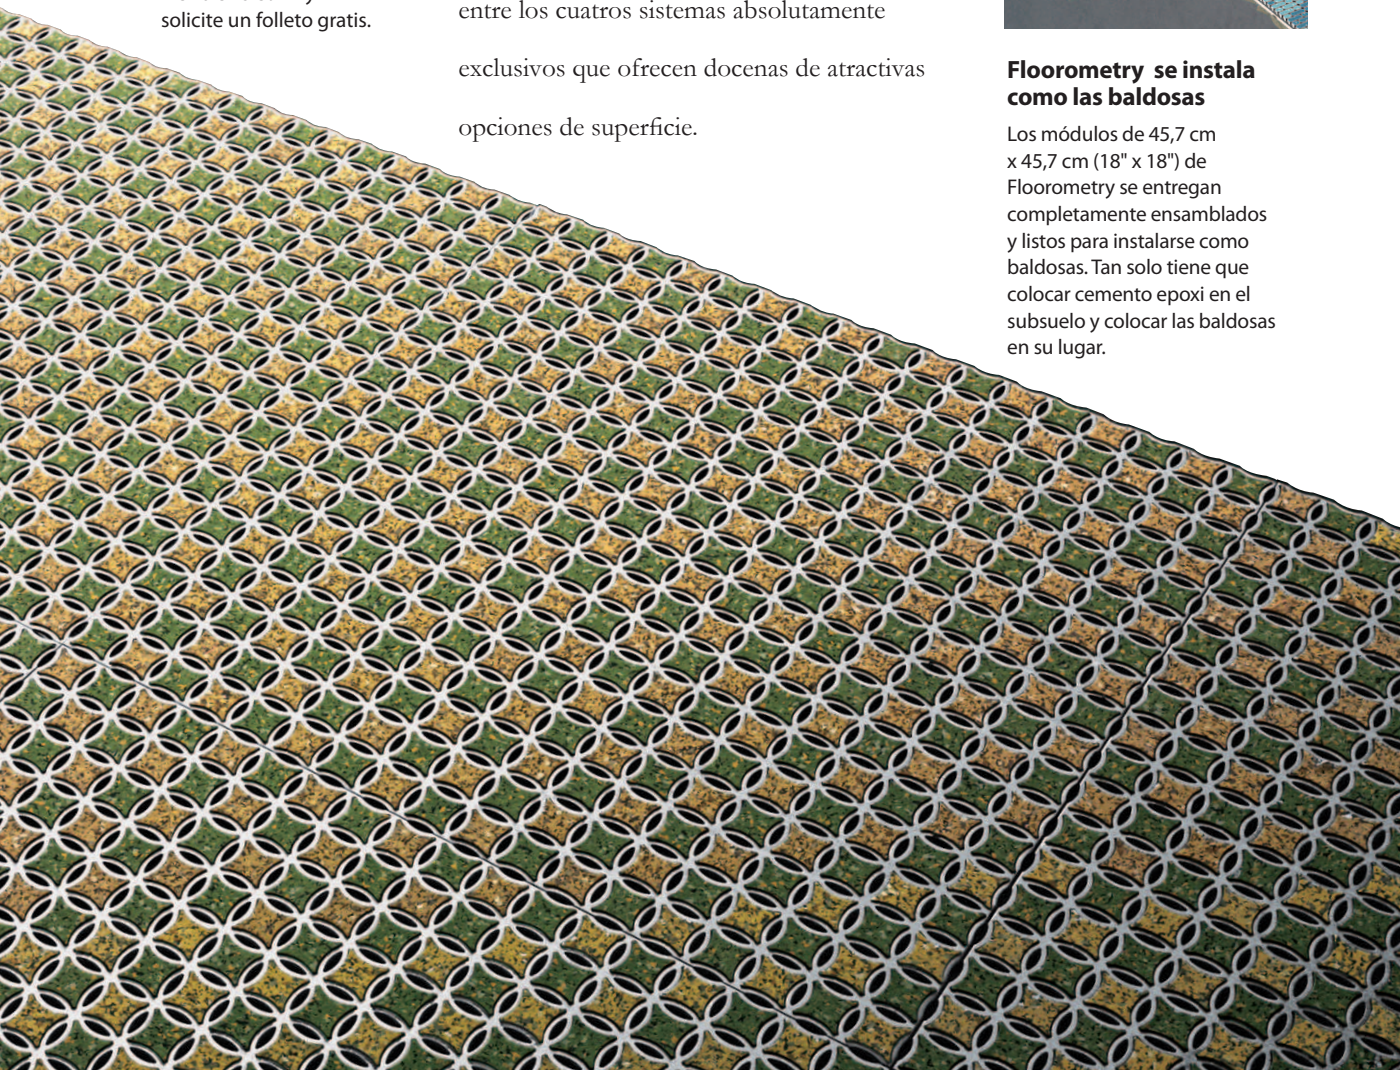 solicite un folleto gratis.
entre los cuatros sistemas absolutamente
exclusivos que ofrecen docenas de atractivas
opciones de superficie.
Floorometry se instala
como las baldosas
Los módulos de 45,7 cm
x 45,7 cm (18" x 18") de
Floorometry se entregan
completamente ensamblados
y listos para instalarse como
baldosas. Tan solo tiene que
colocar cemento epoxi en el
subsuelo y colocar las baldosas
en su lugar.